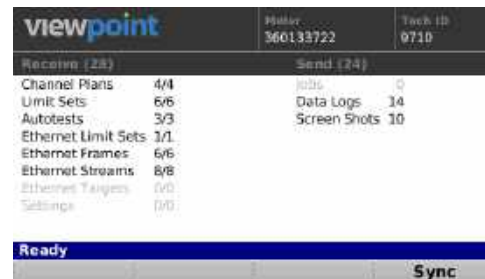 viewpoint
Meter
360133722
Tech ID
9710
Receive (28)
Send (24)
Channel Plans 4/4
Limit Sets 6/6
Autotests 3/3
Ethernet Limit Sets 1/1
Ethernet Frames 6/6
Ethernet Streams 8/8
Ethernet Targets 0/0
Settings 0/0
Jobs 0
Data Logs 14
Screen Shots 10
Ready
Sync